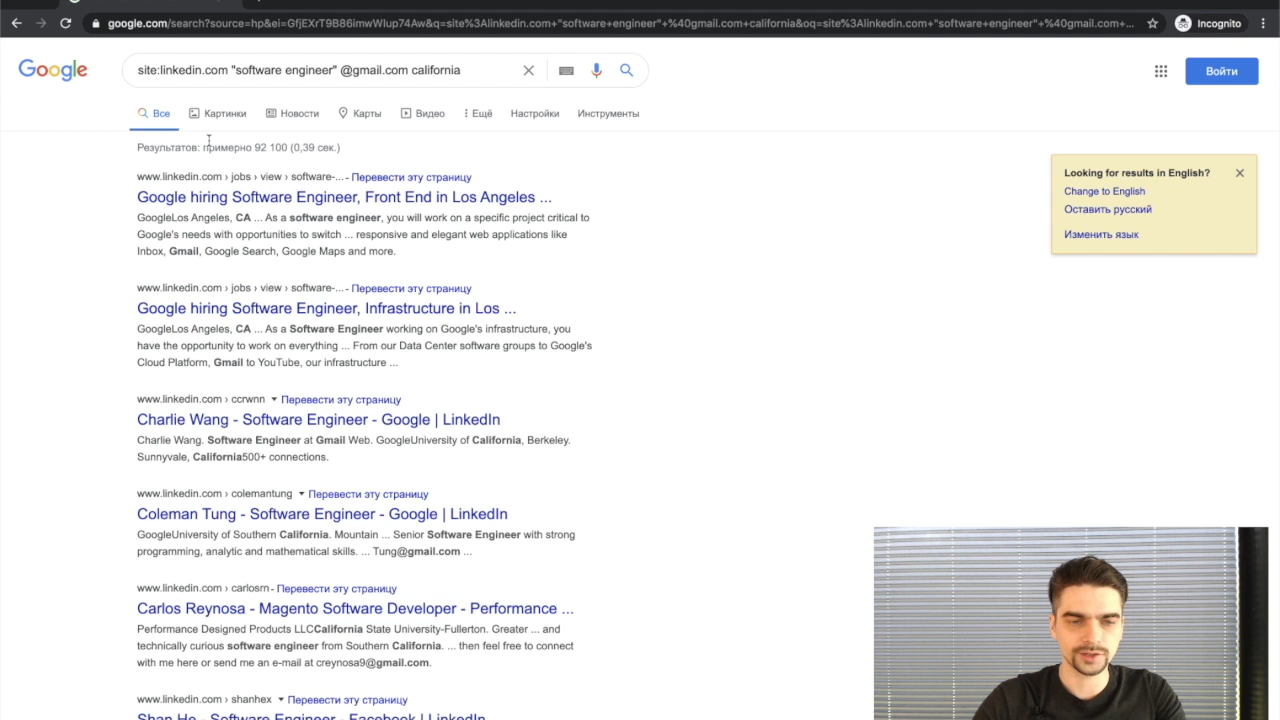 google.com/search?source=hp&ei=GfjEXrT9B86imwWIup74Aw&q=site%3Alinkedin.com+"software+engineer"+%40gmail.com+california&oq=site%3Alinkedin.com+"software+engineer"+%40gmail.com+...
Incognito
Google
site:linkedin.com "software engineer" @gmail.com california
Войти
Все Картинки Новости Карты Видео Ещё Настройки Инструменты
Результатов: примерно 92 100 (0,39 сек.)
www.linkedin.com › jobs › view › software-... - Перевести эту страницу
Google hiring Software Engineer, Front End in Los Angeles ...
GoogleLos Angeles, CA ... As a software engineer, you will work on a specific project critical to
Google's needs with opportunities to switch ... responsive and elegant web applications like
Inbox, Gmail, Google Search, Google Maps and more.
www.linkedin.com › jobs › view › software-... - Перевести эту страницу
Google hiring Software Engineer, Infrastructure in Los ...
GoogleLos Angeles, CA ... As a Software Engineer working on Google's infrastructure, you
have the opportunity to work on everything ... From our Data Center software groups to Google's
Cloud Platform, Gmail to YouTube, our infrastructure ...
www.linkedin.com › ccrwnn Перевести эту страницу
Charlie Wang - Software Engineer - Google | LinkedIn
Charlie Wang. Software Engineer at Gmail Web. GoogleUniversity of California, Berkeley.
Sunnyvale, California500+ connections.
www.linkedin.com › colemantung Перевести эту страницу
Coleman Tung - Software Engineer - Google | LinkedIn
GoogleUniversity of Southern California. Mountain ... Senior Software Engineer with strong
programming, analytic and mathematical skills. ... Tung@gmail.com ...
www.linkedin.com › carlosrn - Перевести эту страницу
Carlos Reynosa - Magento Software Developer - Performance ...
Performance Designed Products LLCCalifornia State University-Fullerton. Greater ... and
technically curious software engineer from Southern California. ... then feel free to connect
with me here or send me an e-mail at creynosa9@gmail.com.
www.linkedin.com › shanhex Перевести эту страницу
Shan He - Software Engineer - Facebook | LinkedIn
Looking for results in English?
Change to English
Оставить русский
Изменить язык